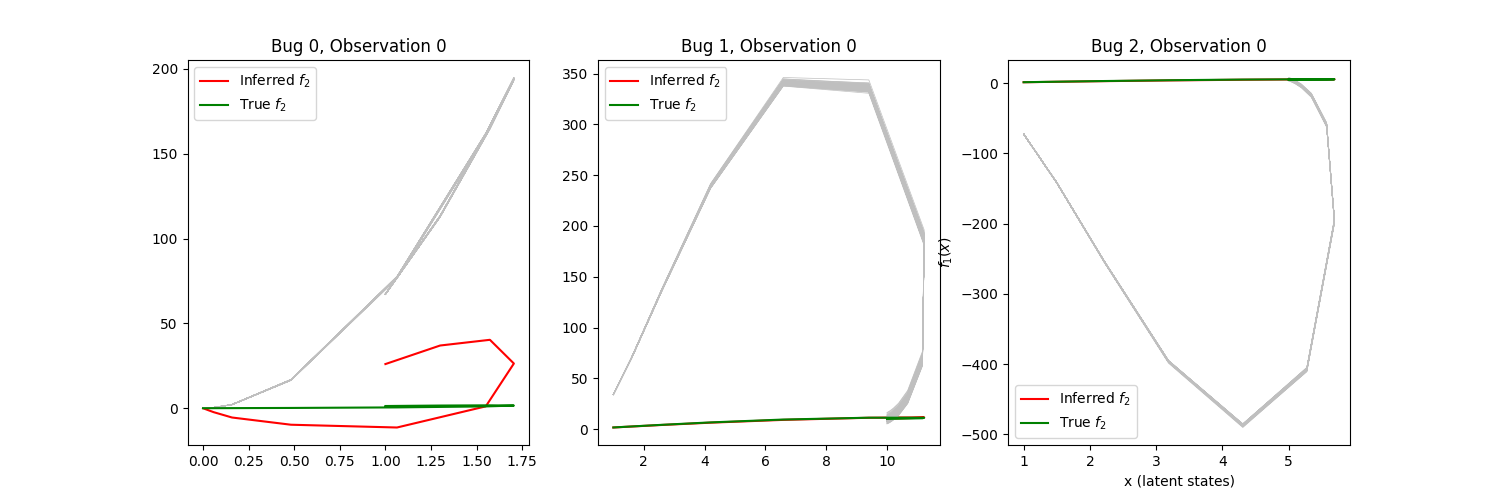 Bug 0, Observation 0
Inferred f₂
True f₂
200
150
100
50
0
0.00 0.25 0.50 0.75 1.00 1.25 1.50 1.75
Bug 1, Observation 0
Inferred f₂
True f₂
350
300
250
200
150
100
50
0
2 4 6 8 10
Bug 2, Observation 0
f₁(x)
0
−100
−200
−300
−400
−500
Inferred f₂
True f₂
1 2 3 4 5
x (latent states)